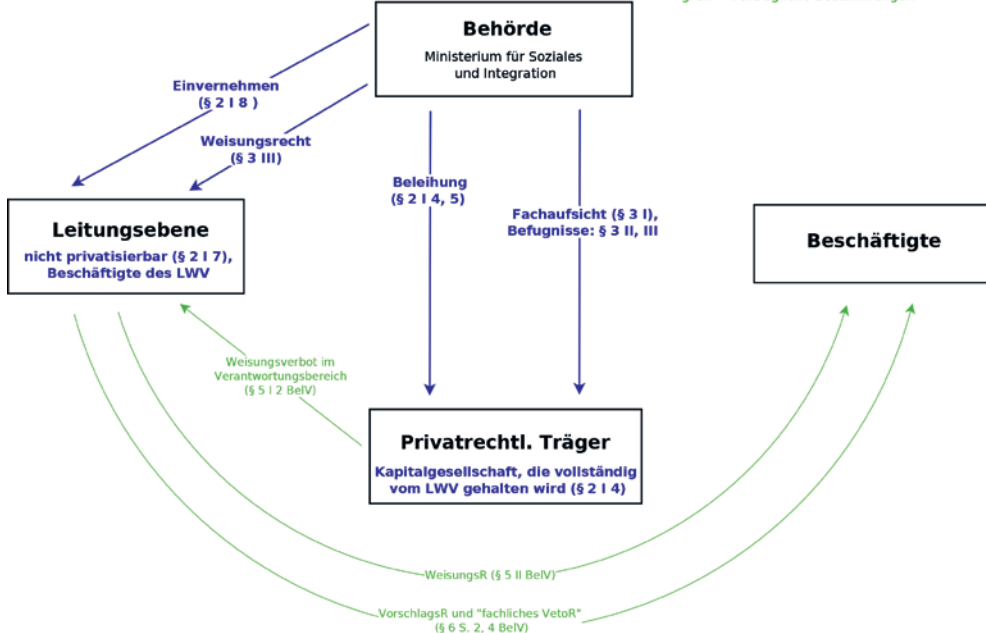 Behörde
Ministerium für Soziales
und Integration
Einvernehmen
(§ 2 I 8 )
Weisungsrecht
(§ 3 III)
Beleihung
(§ 2 I 4, 5)
Fachaufsicht (§ 3 I),
Befugnisse: § 3 II, III
Leitungsebene
nicht privatisierbar (§ 2 I 7),
Beschäftigte des LWV
Beschäftigte
Weisungsverbot im
Verantwortungsbereich
(§ 5 I 2 BelV)
Privatrechtl. Träger
Kapitalgesellschaft, die vollständig
vom LWV gehalten wird (§ 2 I 4)
WeisungsR (§ 5 II BelV)
VorschlagsR und "fachliches VetoR"
(§ 6 S. 2, 4 BelV)